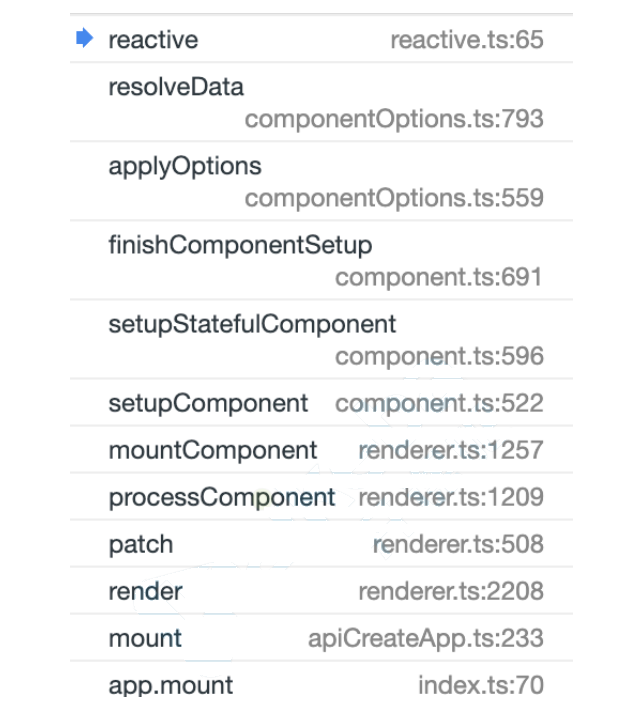 reactive reactive.ts:65
resolveData
componentOptions.ts:793
applyOptions
componentOptions.ts:559
finishComponentSetup
component.ts:691
setupStatefulComponent
component.ts:596
setupComponent component.ts:522
mountComponent renderer.ts:1257
processComponent renderer.ts:1209
patch renderer.ts:508
render renderer.ts:2208
mount apiCreateApp.ts:233
app.mount index.ts:70